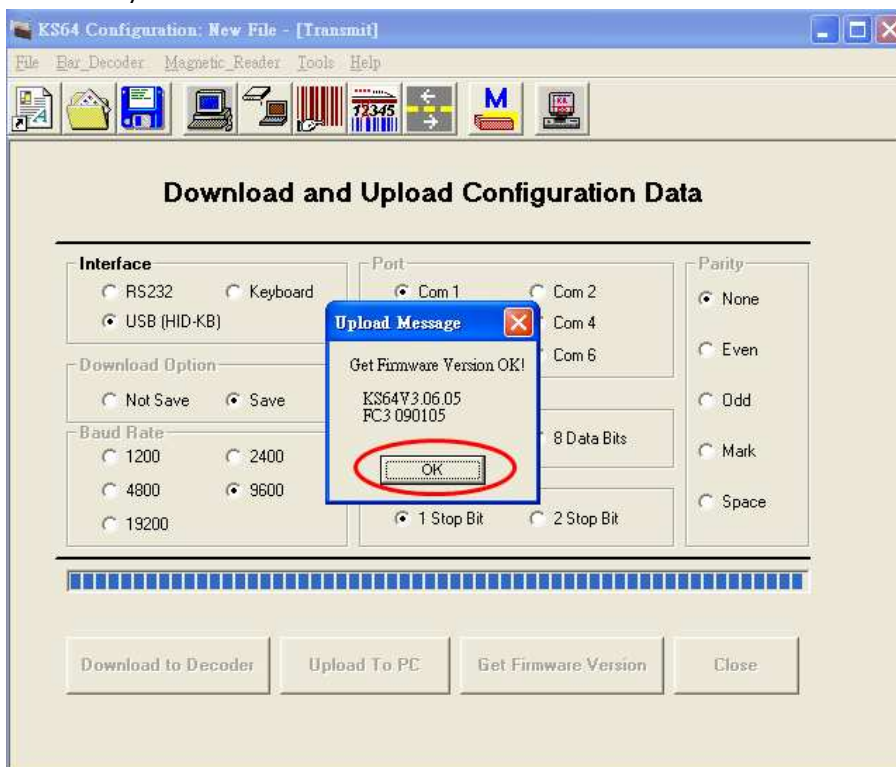 KS64 Configuration: New File - [Transmit]
File Bar_Decoder Magnetic_Reader Tools Help
12345
M
Download and Upload Configuration Data
Interface
RS232 Keyboard
USB (HID-KB)
Port
Com 1 Com 2
Com 4
Com 6
Parity
None
Even
Odd
Mark
Space
Upload Message
Get Firmware Version OK!
KS64V3.06.05
FC3 090105
OK
Download Option
Not Save Save
Baud Rate
1200 2400
4800 9600
19200
8 Data Bits
1 Stop Bit 2 Stop Bit
Download to Decoder Upload To PC Get Firmware Version Close